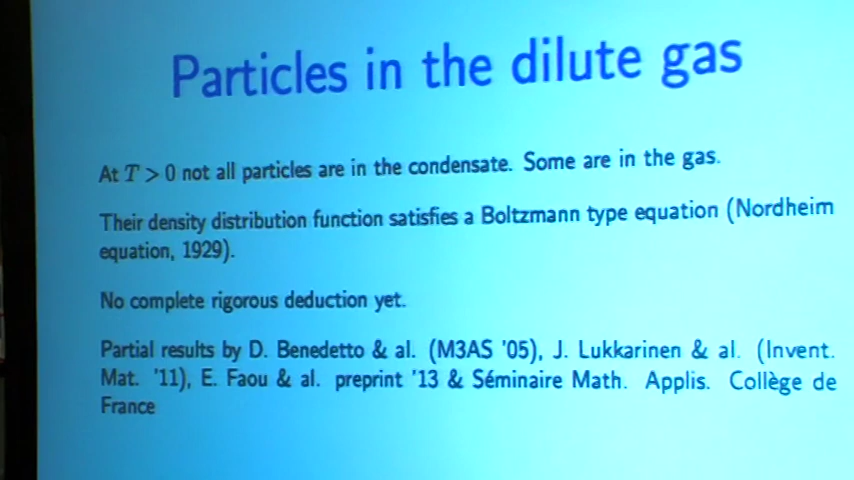 Particles in the dilute gas
At T > 0 not all particles are in the condensate. Some are in the gas.
Their density distribution function satisfies a Boltzmann type equation (Nordheim
equation, 1929).
No complete rigorous deduction yet.
Partial results by D. Benedetto & al. (M3AS '05), J. Lukkarinen & al. (Invent.
Mat. '11), E. Faou & al. preprint '13 & Séminaire Math. Applis. Collège de
France